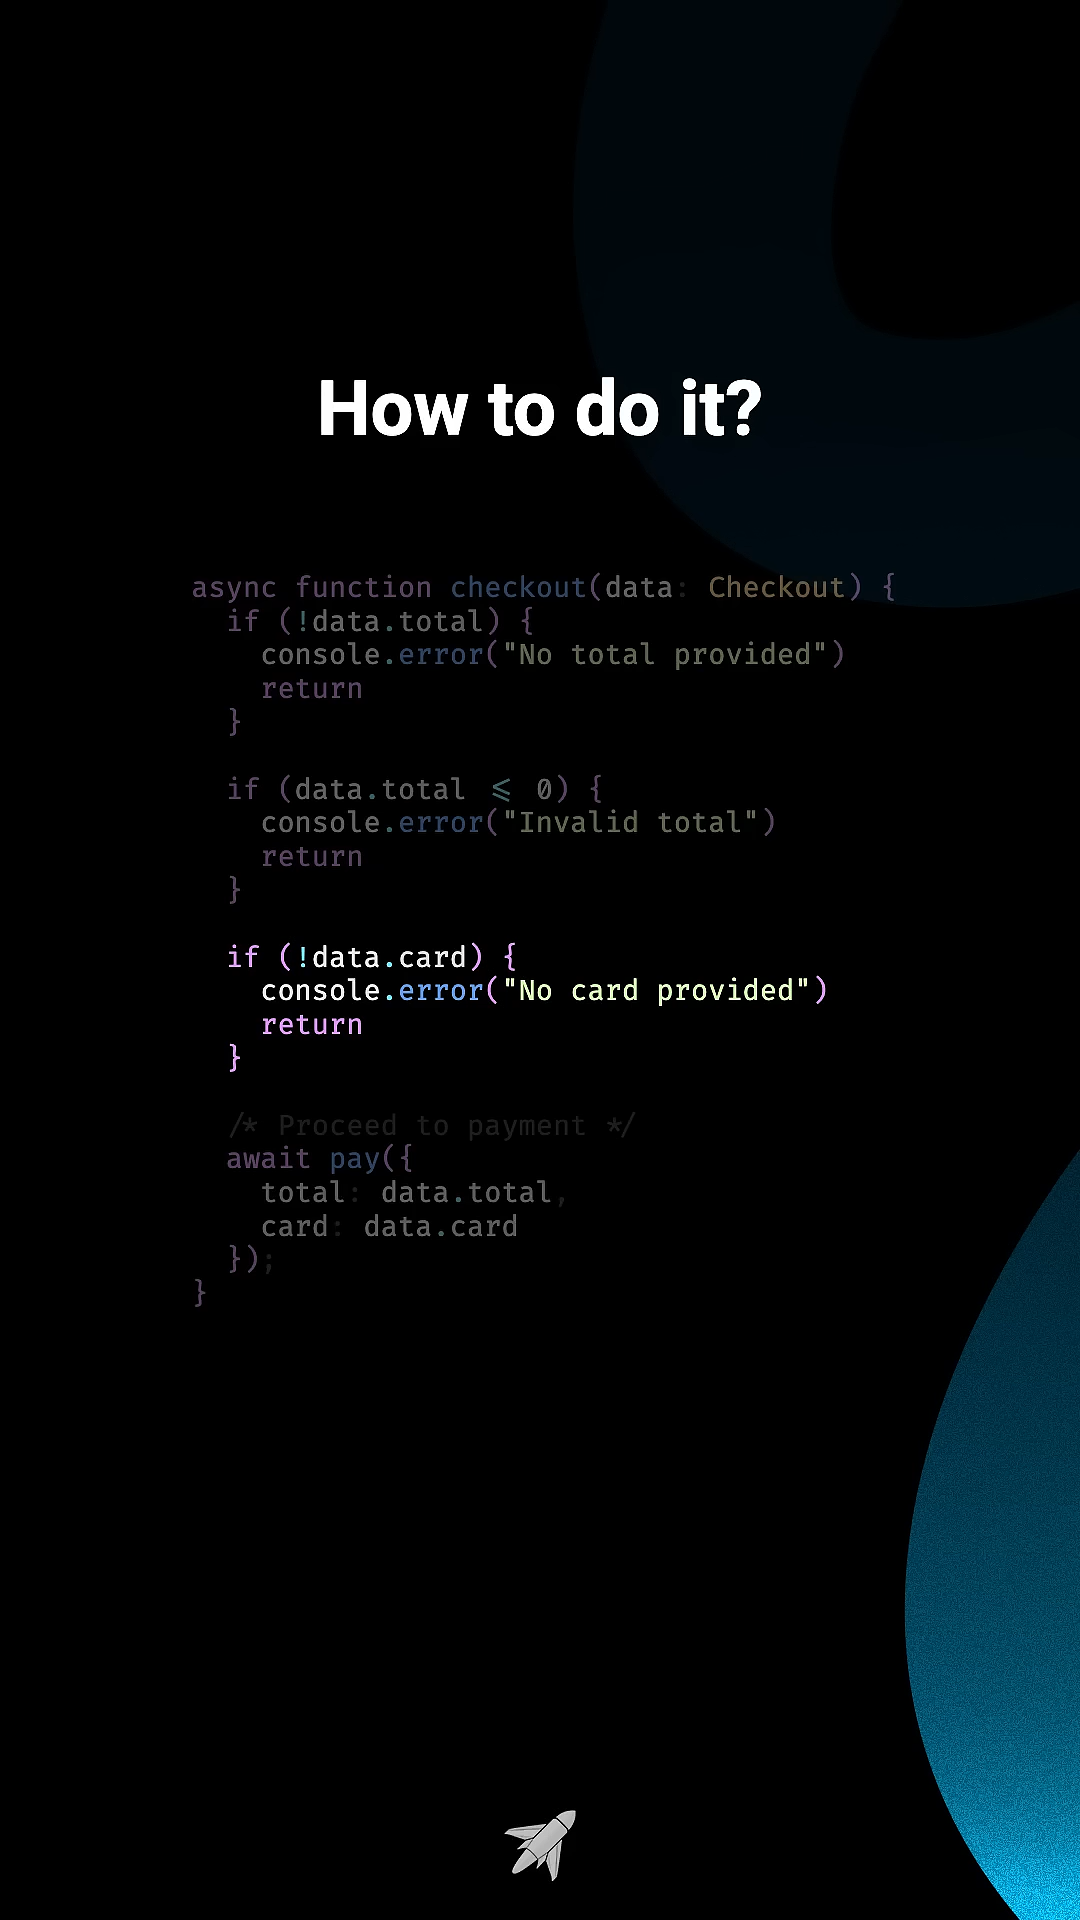 How to do it?
async function checkout(data: Checkout) {
  if (!data.total) {
    console.error("No total provided")
    return
  }

  if (data.total <= 0) {
    console.error("Invalid total")
    return
  }

  if (!data.card) {
    console.error("No card provided")
    return
  }

  /* Proceed to payment */
  await pay({
    total: data.total,
    card: data.card
  });
}